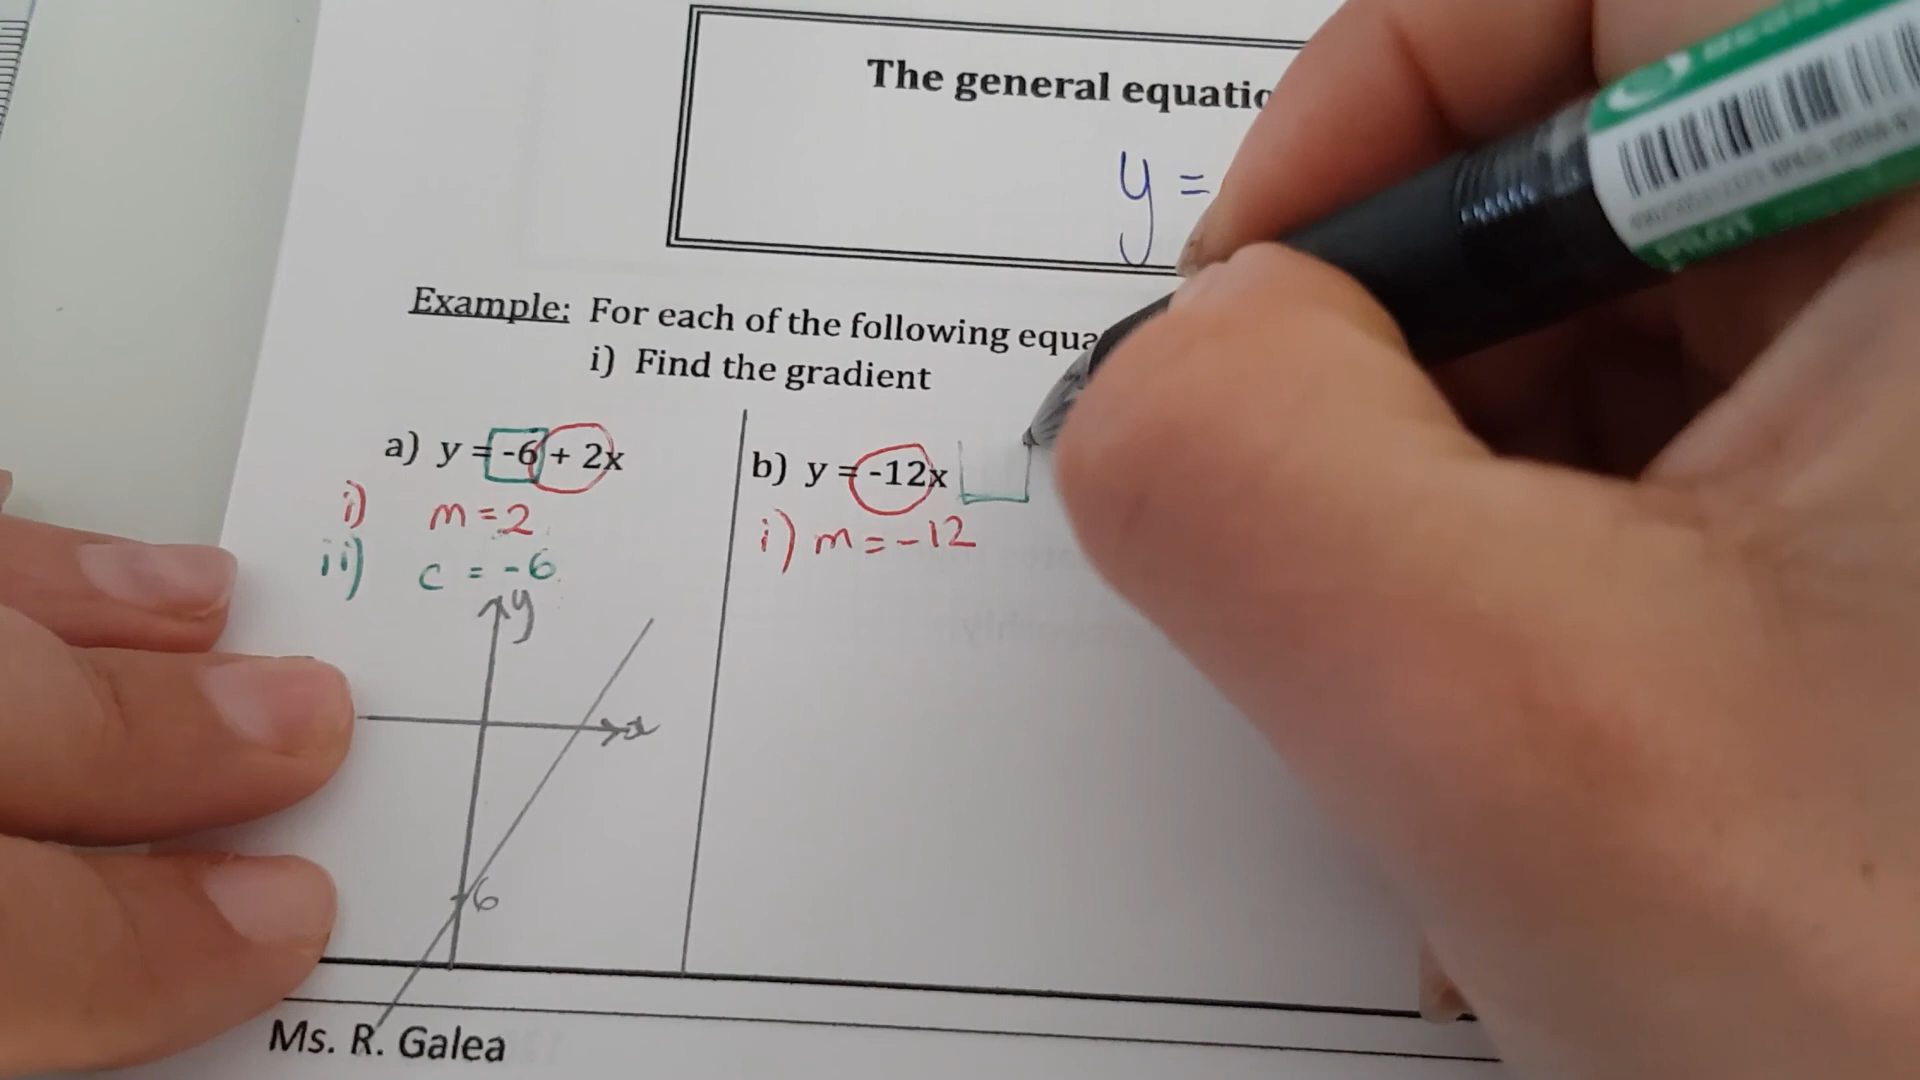 The general equatio
y =
Example: For each of the following equa
i) Find the gradient
a) y = -6 + 2x
i) m = 2
ii) c = -6
y
x
6
b) y = -12x
i) m = -12
Ms. R. Galea
PILOT